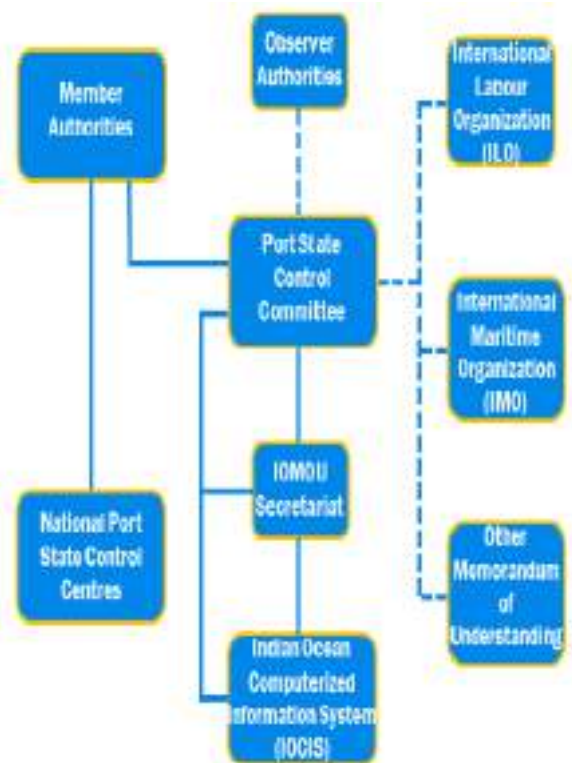 Observer
Authorities
International
Labour
Organization
(ILO)
Member
Authorities
Port State
Control
Committee
International
Maritime
Organization
(IMO)
IOMOU
Secretariat
National Port
State Control
Centres
Other
Memorandum
of
Understanding
Indian Ocean
Computerized
Information System
(IOCIS)